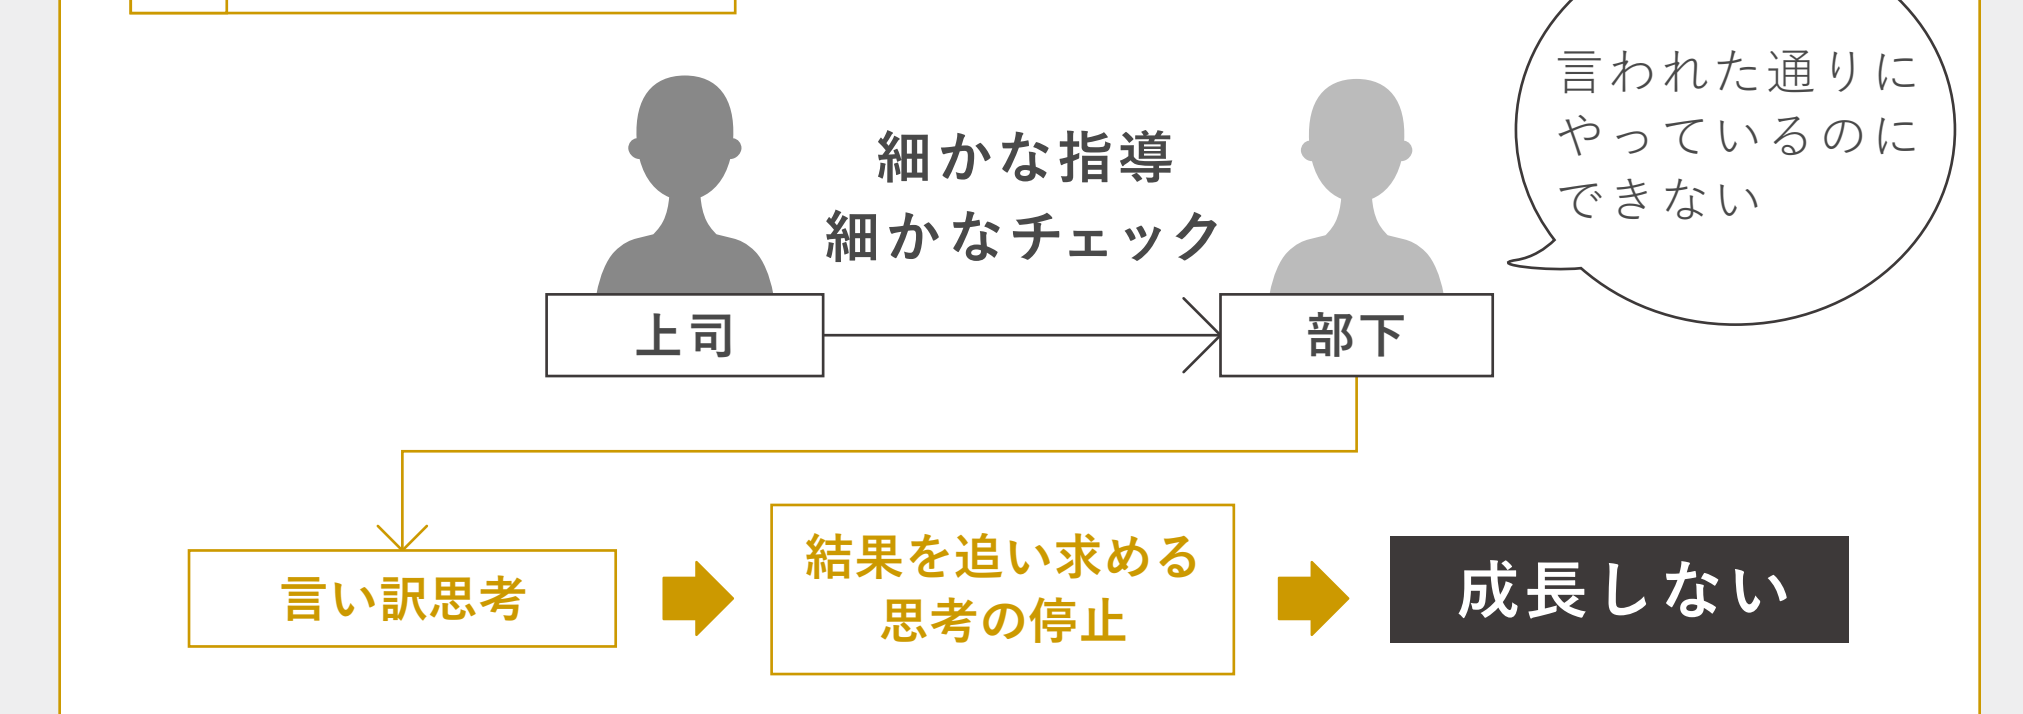 言われた通りに
やっているのに
できない
細かな指導
細かなチェック
上司
部下
言い訳思考
結果を追い求める
思考の停止
成長しない